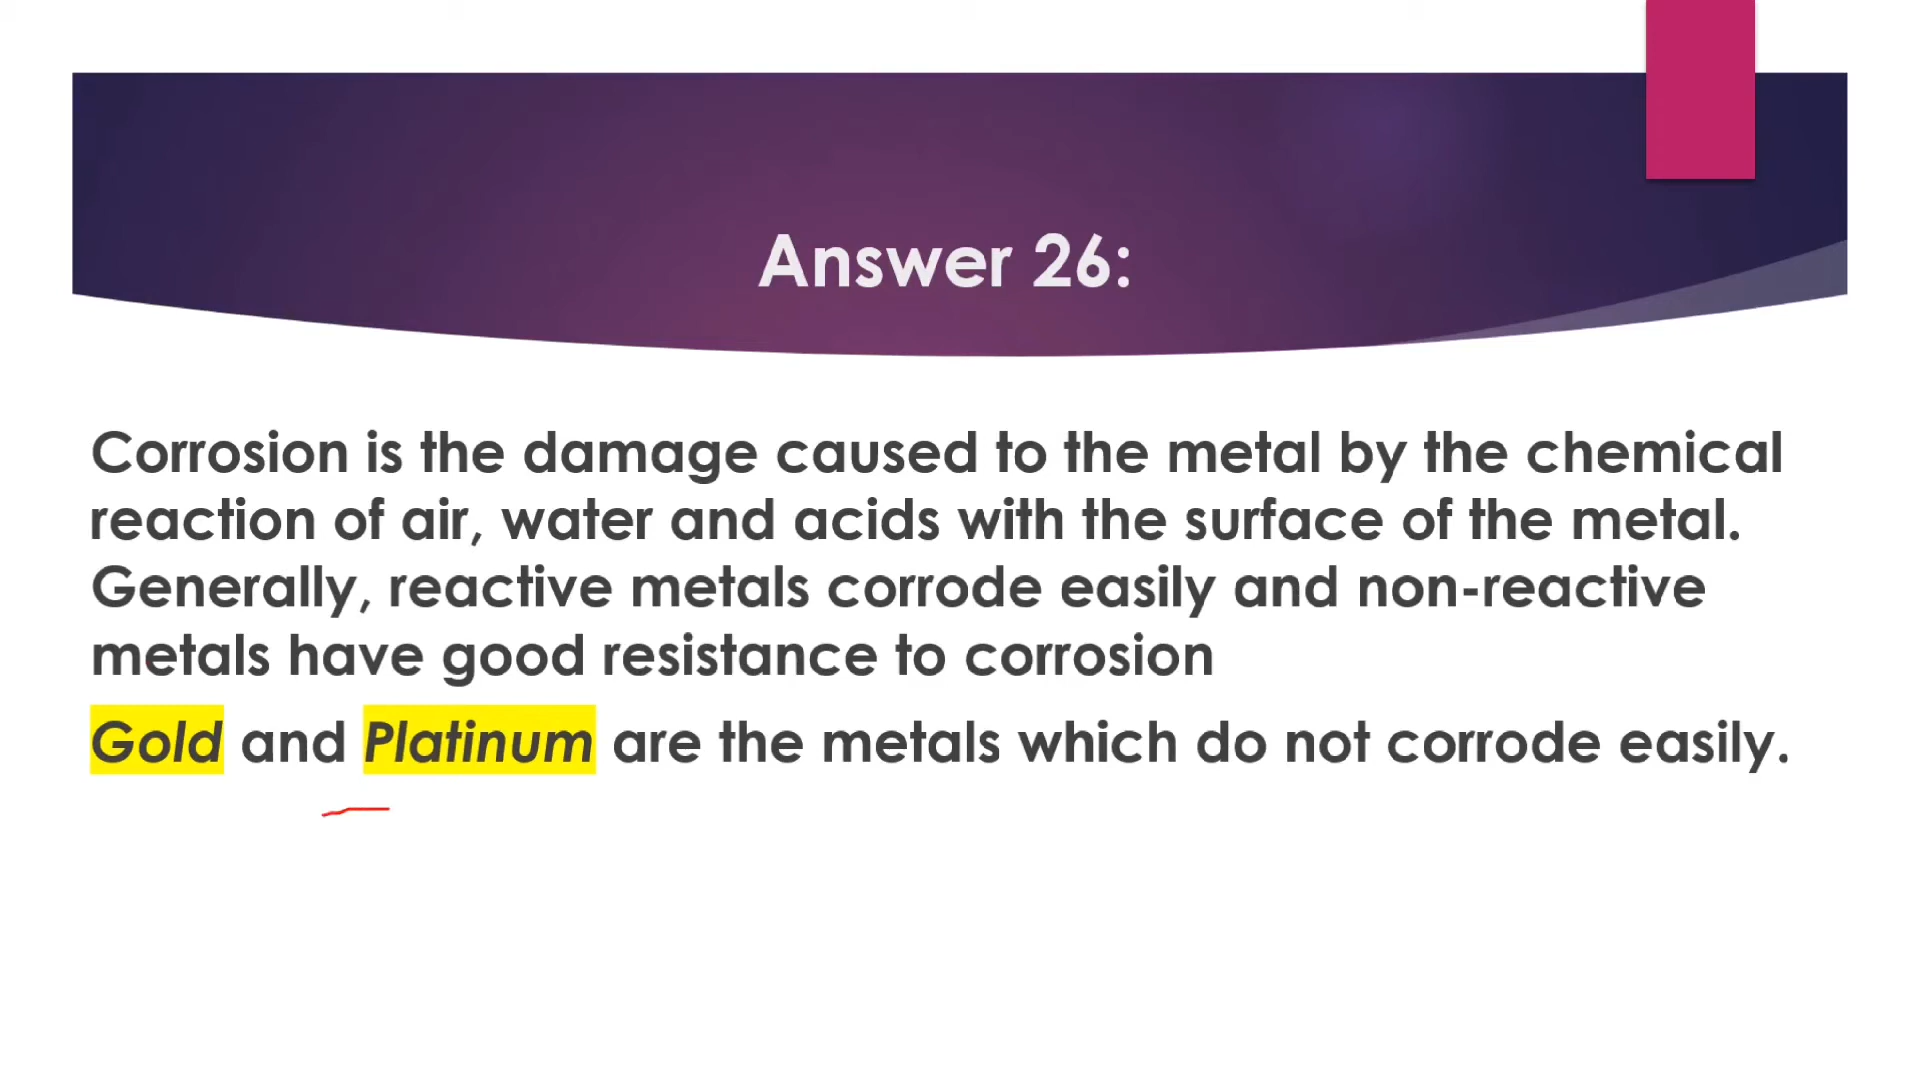 Answer 26:
Corrosion is the damage caused to the metal by the chemical
reaction of air, water and acids with the surface of the metal.
Generally, reactive metals corrode easily and non-reactive
metals have good resistance to corrosion
Gold and Platinum are the metals which do not corrode easily.